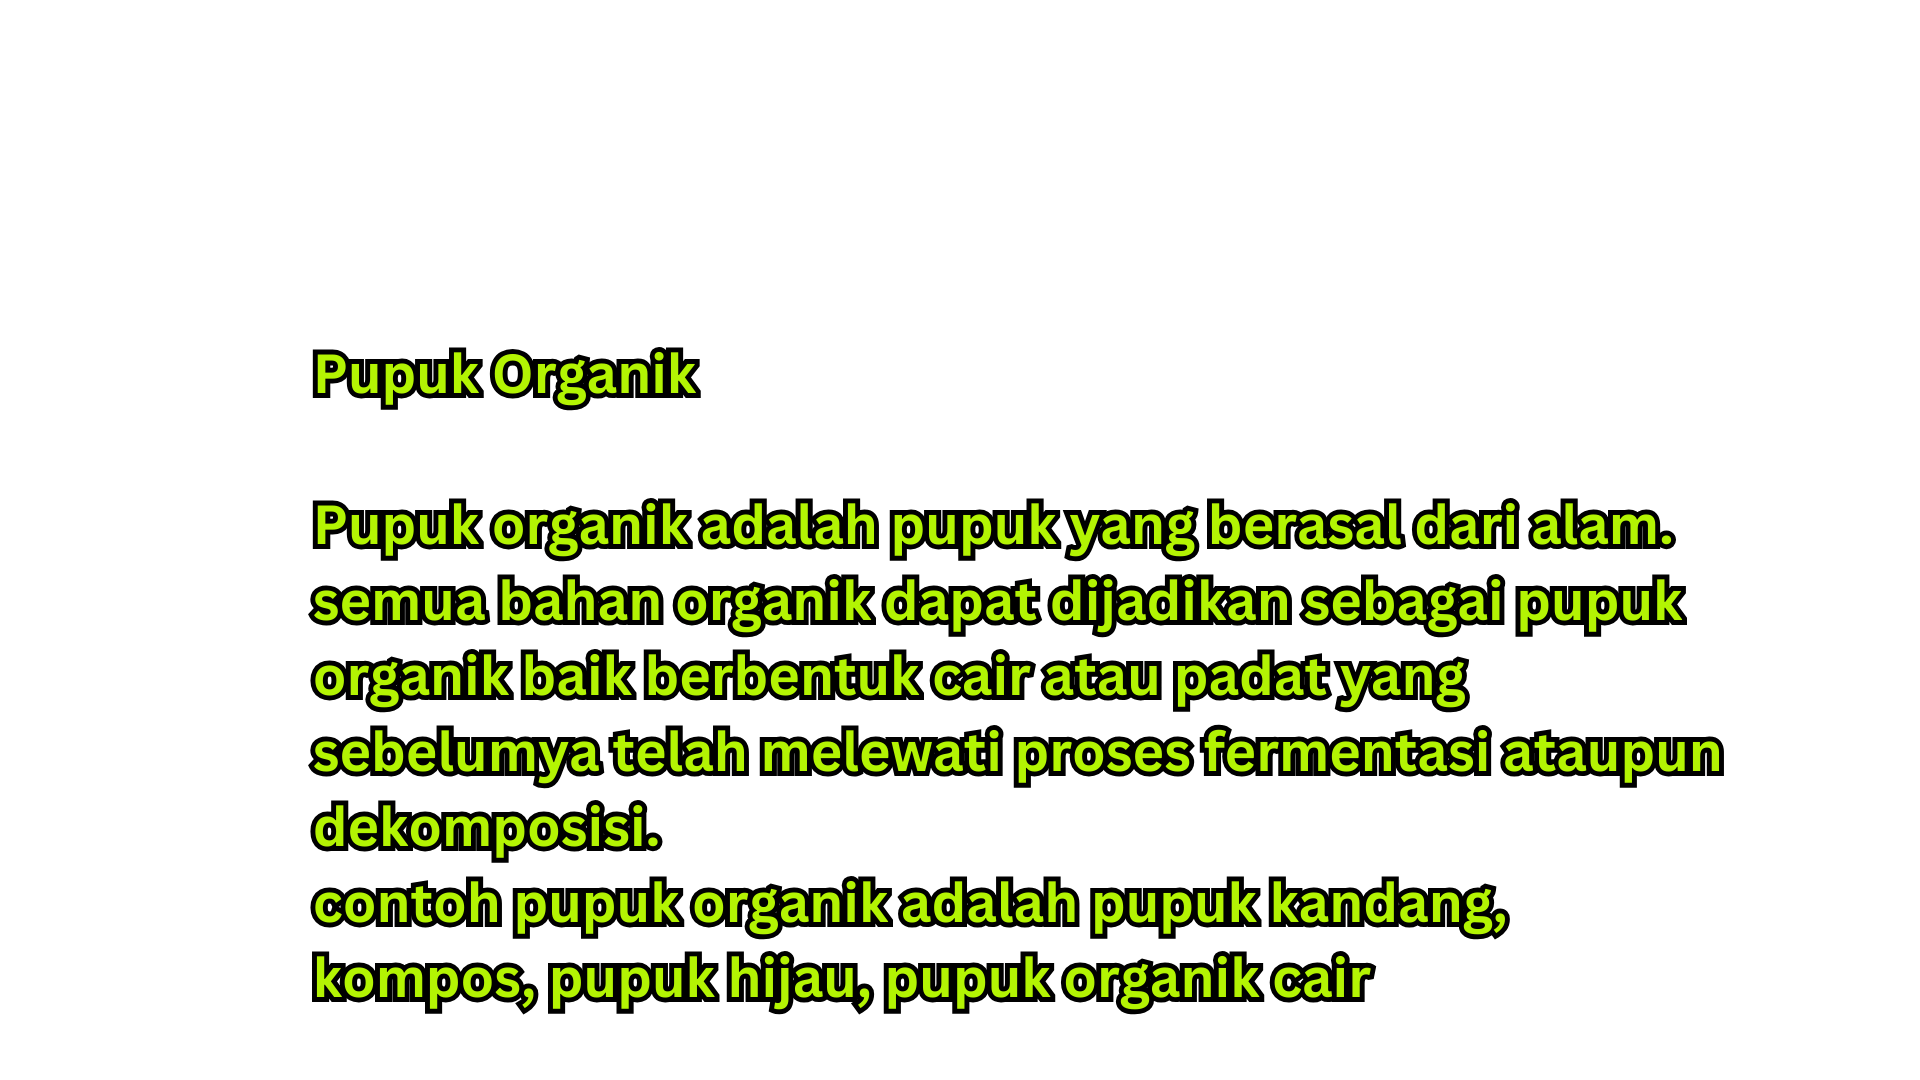 Pupuk Organik
Pupuk organik adalah pupuk yang berasal dari alam.
semua bahan organik dapat dijadikan sebagai pupuk
organik baik berbentuk cair atau padat yang
sebelumya telah melewati proses fermentasi ataupun
dekomposisi.
contoh pupuk organik adalah pupuk kandang,
kompos, pupuk hijau, pupuk organik cair